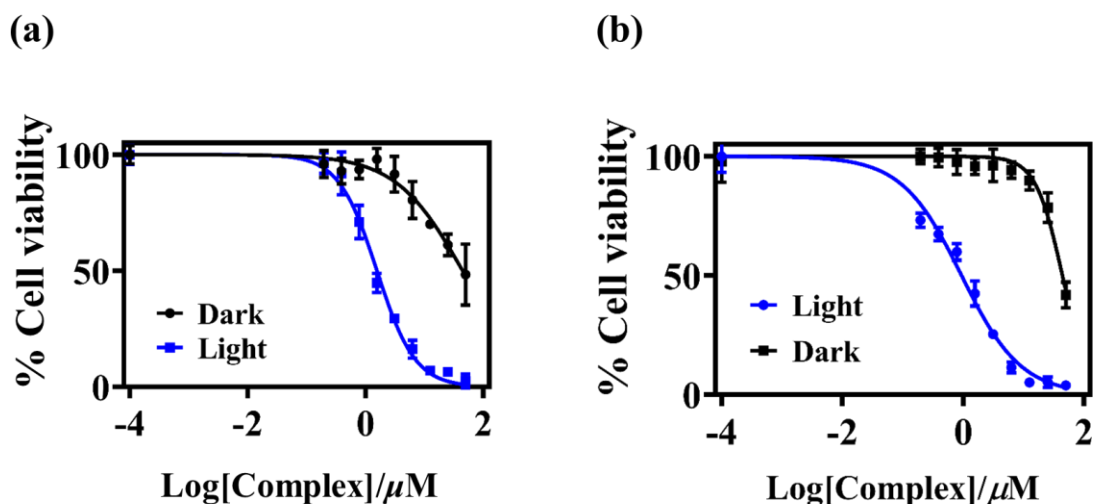 (a)
% Cell viability
100
50
0
Dark
Light
-4
-2
0
2
Log[Complex]/μM
(b)
% Cell viability
100
50
0
Light
Dark
-4
-2
0
2
Log[Complex]/μM